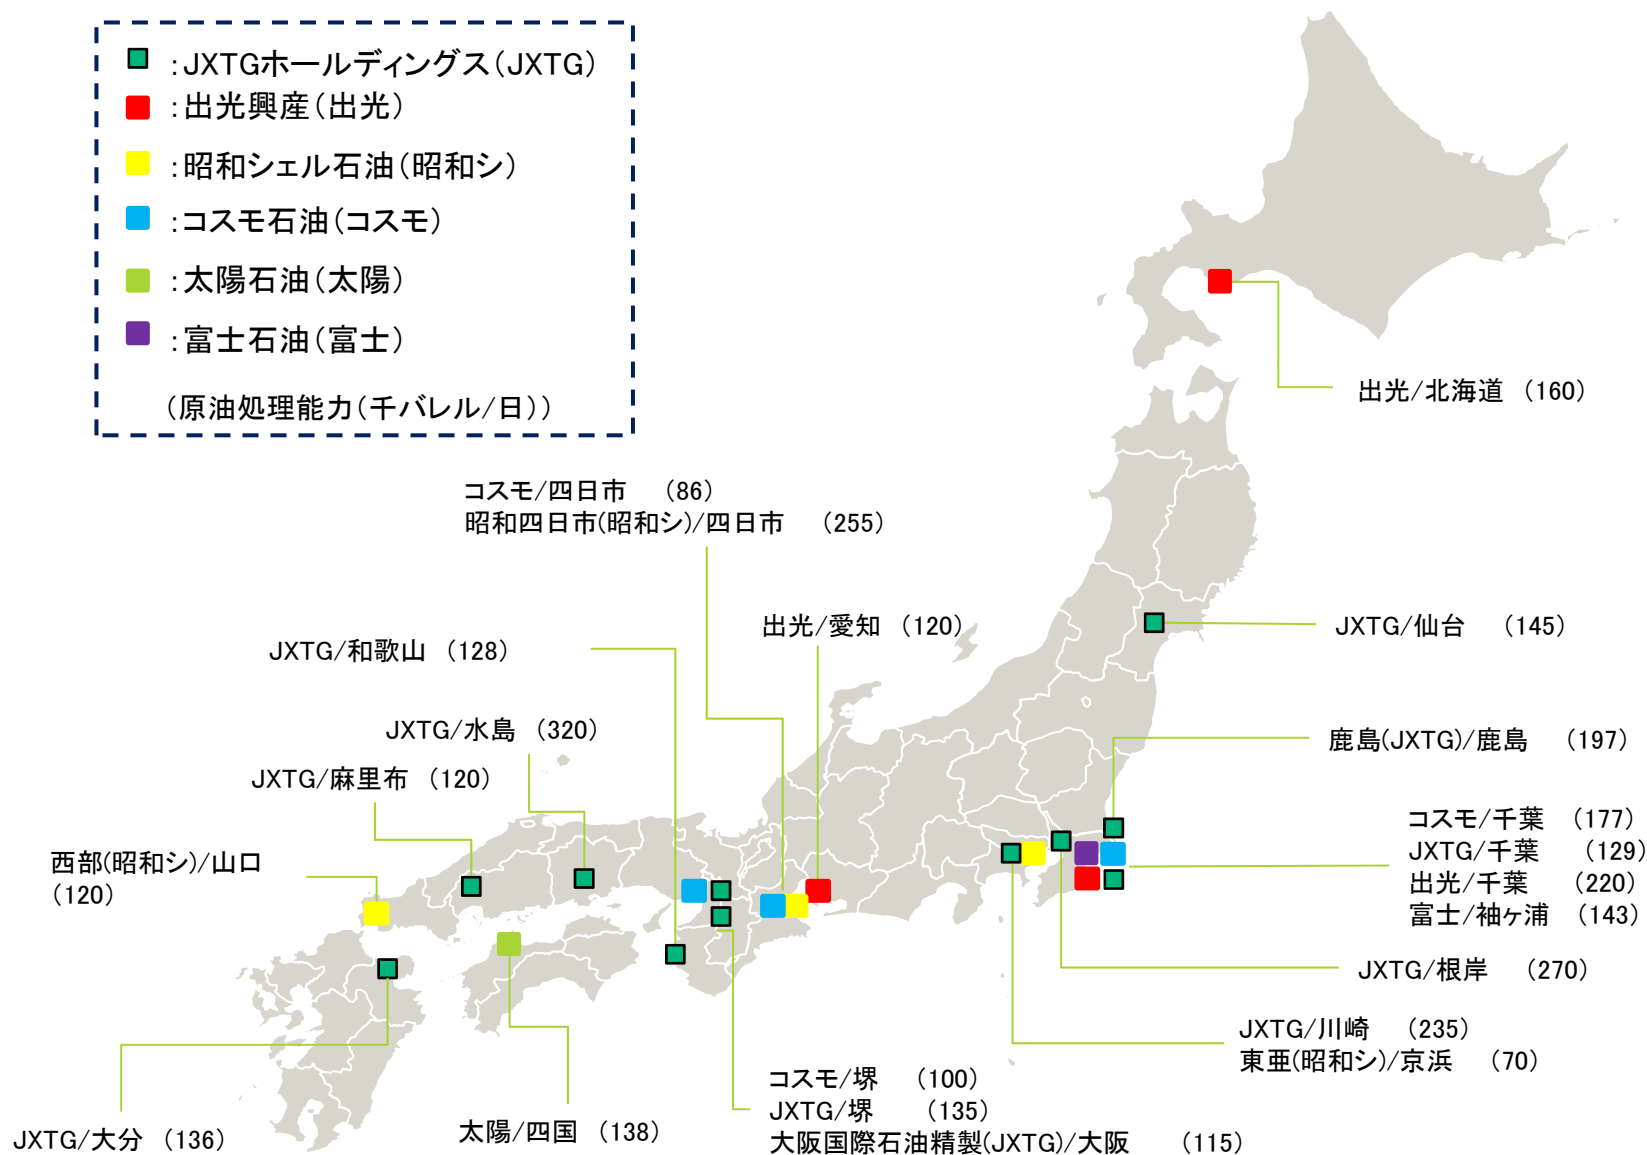 ：JXTGホールディングス（JXTG）
：出光興産（出光）
：昭和シェル石油（昭和シ）
：コスモ石油（コスモ）
：太陽石油（太陽）
：富士石油（富士）
（原油処理能力（千バレル/日））
出光/北海道 （160）
コスモ/四日市 （86）
昭和四日市(昭和シ)/四日市 （255）
出光/愛知 （120）
JXTG/仙台 （145）
JXTG/和歌山 （128）
JXTG/水島 （320）
鹿島(JXTG)/鹿島 （197）
JXTG/麻里布 （120）
コスモ/千葉 （177）
JXTG/千葉 （129）
出光/千葉 （220）
富士/袖ヶ浦 （143）
西部(昭和シ)/山口
（120）
JXTG/根岸 （270）
JXTG/川崎 （235）
東亜(昭和シ)/京浜 （70）
コスモ/堺 （100）
JXTG/堺 （135）
大阪国際石油精製(JXTG)/大阪 （115）
太陽/四国 （138）
JXTG/大分 （136）